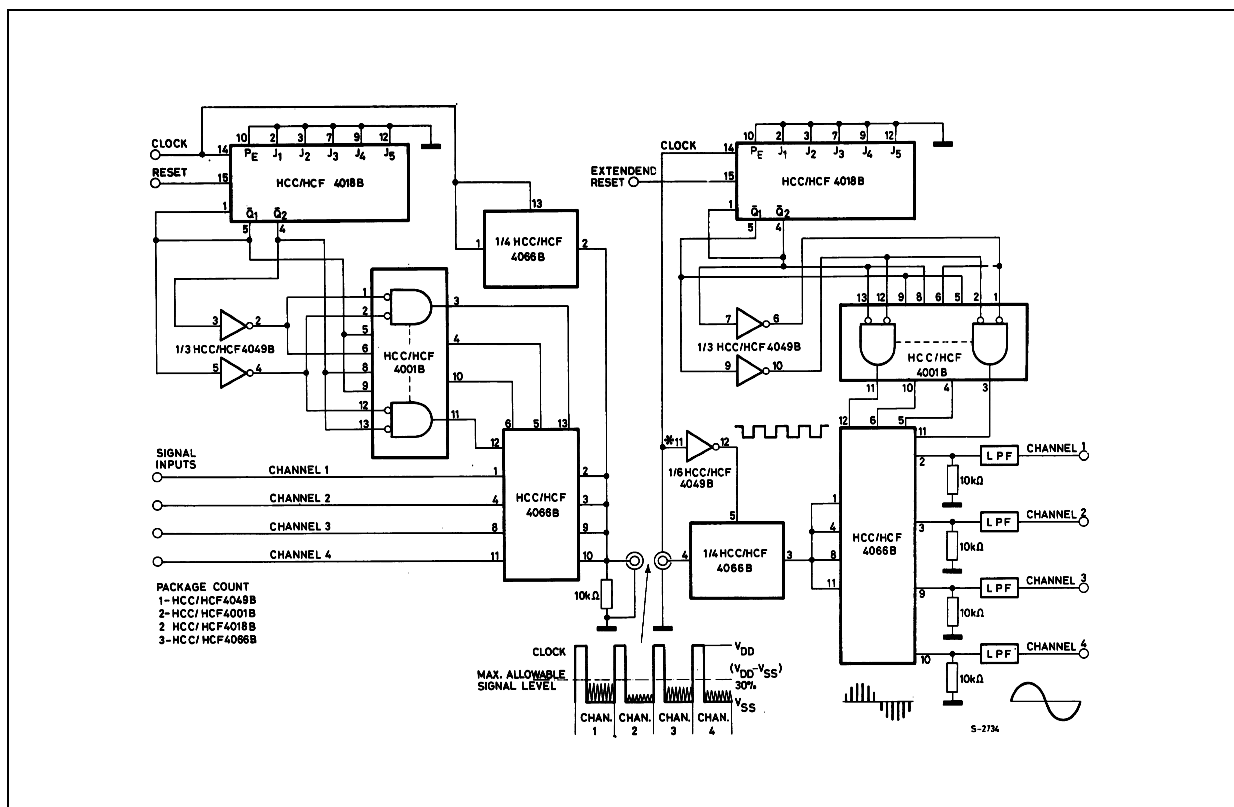 CLOCK
RESET
14
15
1
10 2 3 7 9 12
PE J1 J2 J3 J4 J5
HCC/HCF 4018B
Q̄1 Q̄2
5 4
13
1 2
1/4 HCC/HCF
4066B
3 2
1/3 HCC/HCF4049B
5 4
1
2
5
6
8
9
12
13
HCC/HCF
4001B
3
4
10
11
SIGNAL
INPUTS
CHANNEL 1
CHANNEL 2
CHANNEL 3
CHANNEL 4
6 5 13
12
1
4
8
11
HCC/HCF
4066B
2
3
9
10
10kΩ
PACKAGE COUNT
1-HCC/HCF4049B
2-HCC/HCF4001B
2 HCC/HCF4018B
3-HCC/HCF4066B
CLOCK
MAX. ALLOWABLE
SIGNAL LEVEL
VDD
(VDD-VSS)
30%
VSS
CHAN. CHAN. CHAN. CHAN.
1 2 3 4
CLOCK
EXTENDEND
RESET
14
15
1
10 2 3 7 9 12
PE J1 J2 J3 J4 J5
HCC/HCF 4018B
Q̄1 Q̄2
5 4
7 6
1/3 HCC/HCF4049B
9 10
13 12 9 8 6 5 2 1
HCC/HCF
4001B
11 10 4 3
*11 12
1/6 HCC/HCF
4049B
5
4 3
1/4 HCC/HCF
4066B
12 6 5 11
1
4
8
11
HCC/HCF
4066B
2
3
9
10
10kΩ
LPF
CHANNEL 1
10kΩ
LPF
CHANNEL 2
10kΩ
LPF
CHANNEL 3
10kΩ
LPF
CHANNEL 4
S-2734